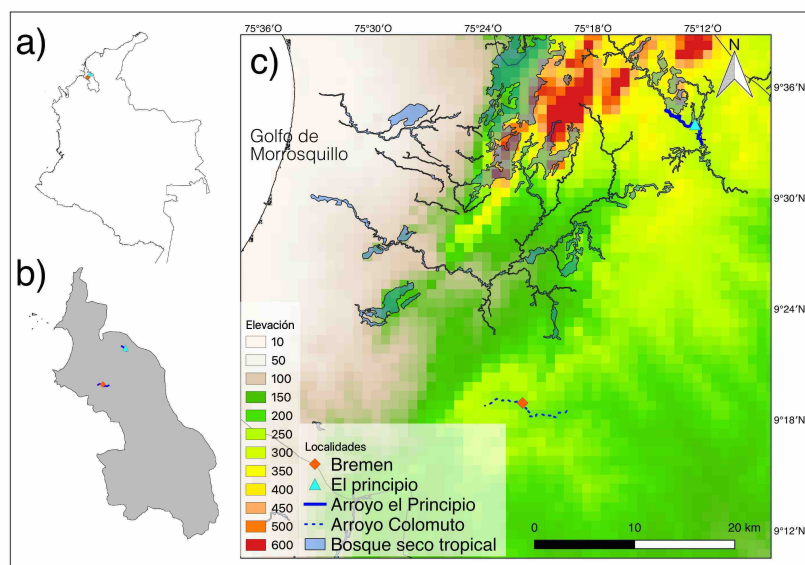 a)
b)
c)
75°36'O
75°30'O
75°24'O
75°18'O
75°12'O
N
9°36'N
9°30'N
9°24'N
9°18'N
9°12'N
Golfo de
Morrosquillo
Elevación
10
50
100
150
200
250
300
350
400
450
500
600
Localidades
Bremen
El principio
Arroyo el Principio
Arroyo Colomuto
Bosque seco tropical
0 10 20 km